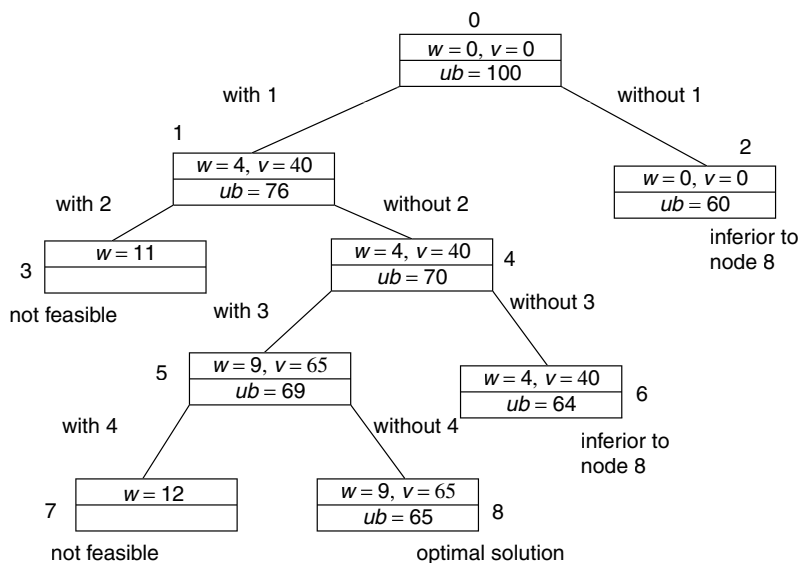 0
w = 0, v = 0
ub = 100
with 1
without 1
1
w = 4, v = 40
ub = 76
2
w = 0, v = 0
ub = 60
inferior to
node 8
with 2
without 2
3
w = 11
not feasible
w = 4, v = 40
ub = 70
4
with 3
without 3
5
w = 9, v = 65
ub = 69
w = 4, v = 40
ub = 64
6
inferior to
node 8
with 4
without 4
7
w = 12
not feasible
w = 9, v = 65
ub = 65
8
optimal solution